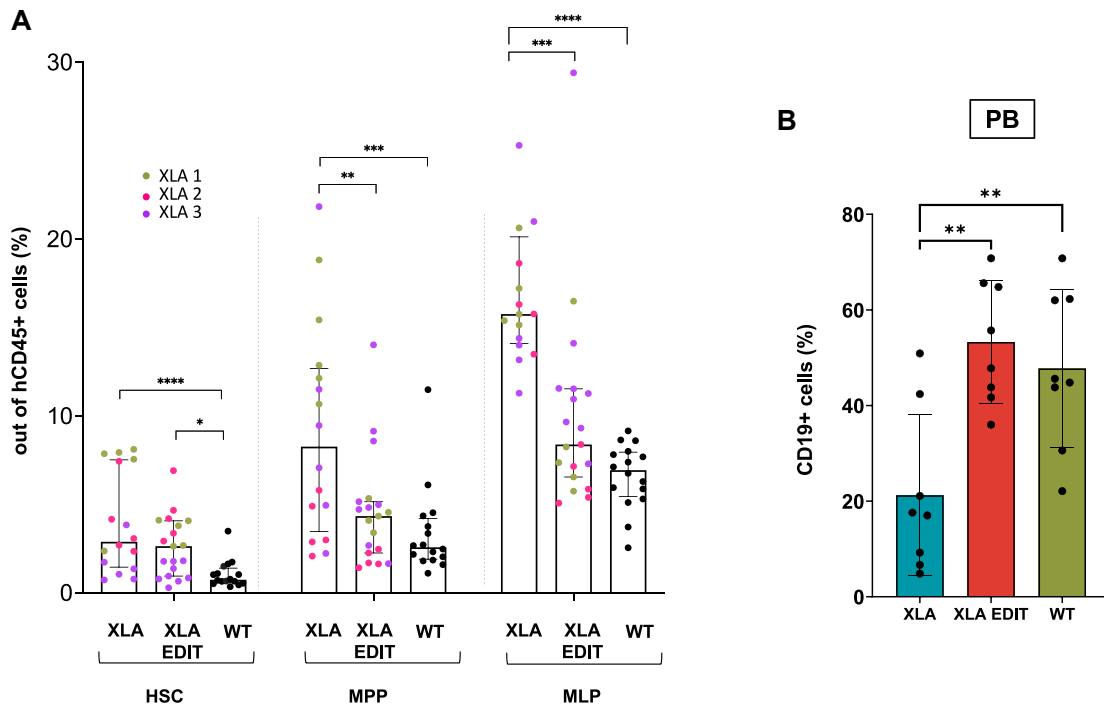 A
out of hCD45+ cells (%)
30
20
10
0
XLA 1
XLA 2
XLA 3
****
*
***
**
****
***
XLA XLA EDIT WT
XLA XLA EDIT WT
XLA XLA EDIT WT
HSC MPP MLP
B
PB
CD19+ cells (%)
80
60
40
20
0
**
**
XLA XLA EDIT WT